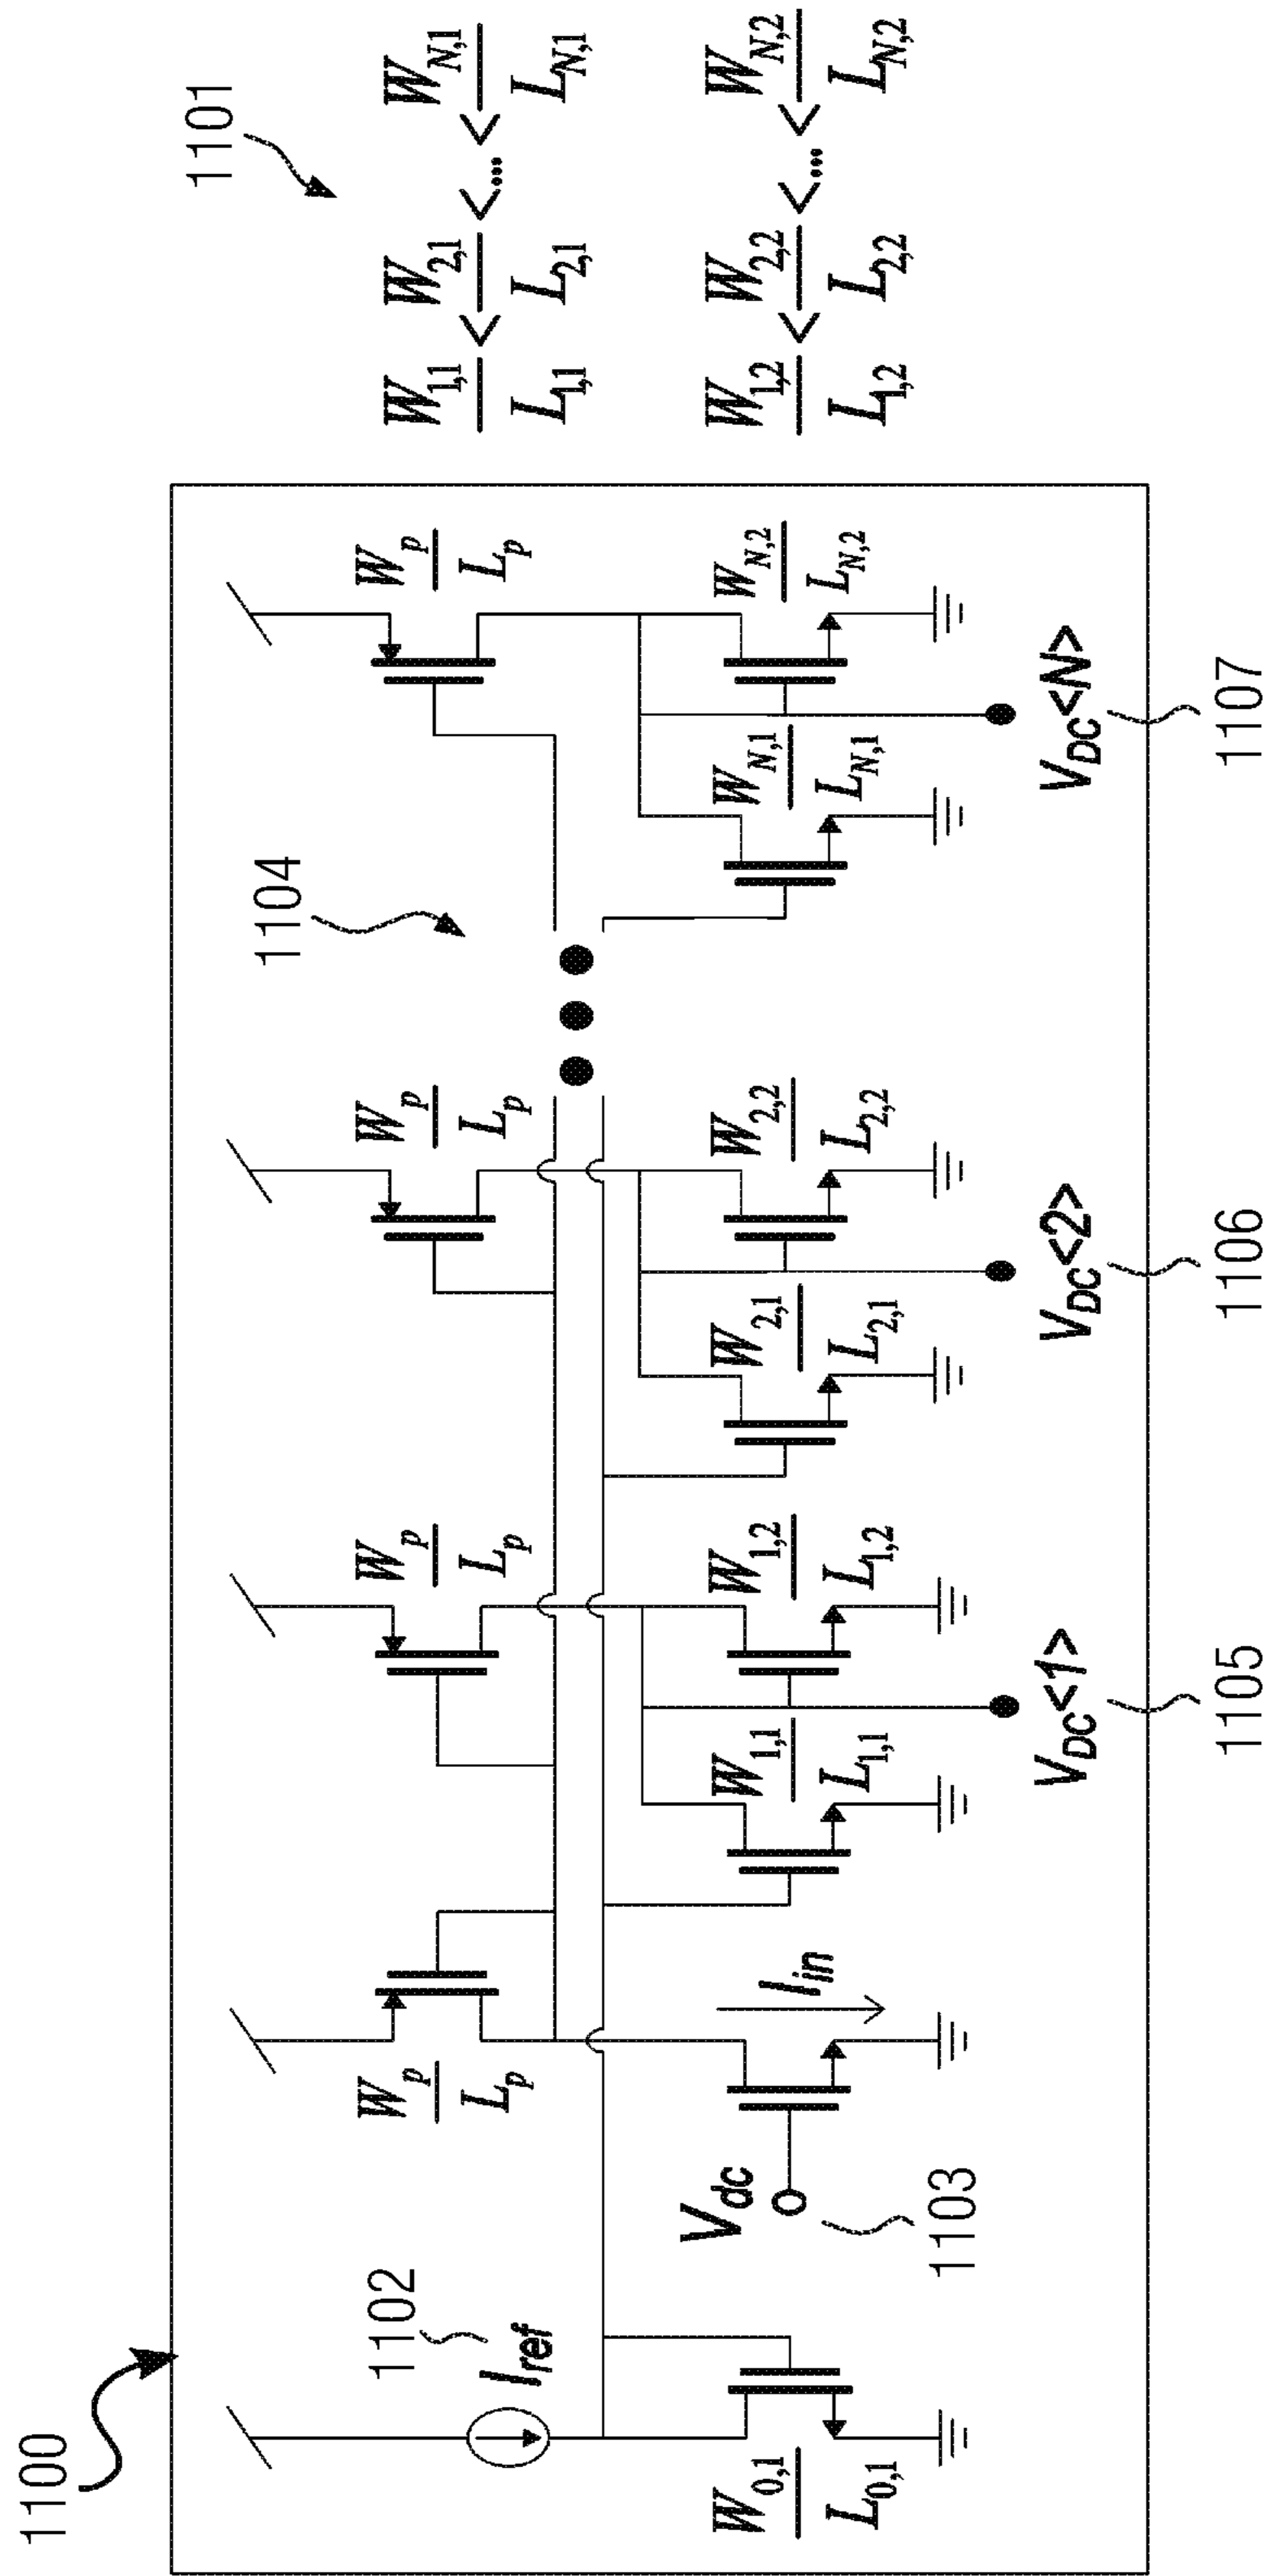 1100
1101
W1,1/L1,1 < W2,1/L2,1 <...< WN,1/LN,1
W1,2/L1,2 < W2,2/L2,2 <...< WN,2/LN,2
1102
Iref
W0,1/L0,1
Wp/Lp
Vdc
1103
Iin
Wp/Lp
W1,1/L1,1
W1,2/L1,2
VDC<1>
1105
Wp/Lp
W2,1/L2,1
W2,2/L2,2
VDC<2>
1106
1104
Wp/Lp
WN,1/LN,1
WN,2/LN,2
VDC<N>
1107